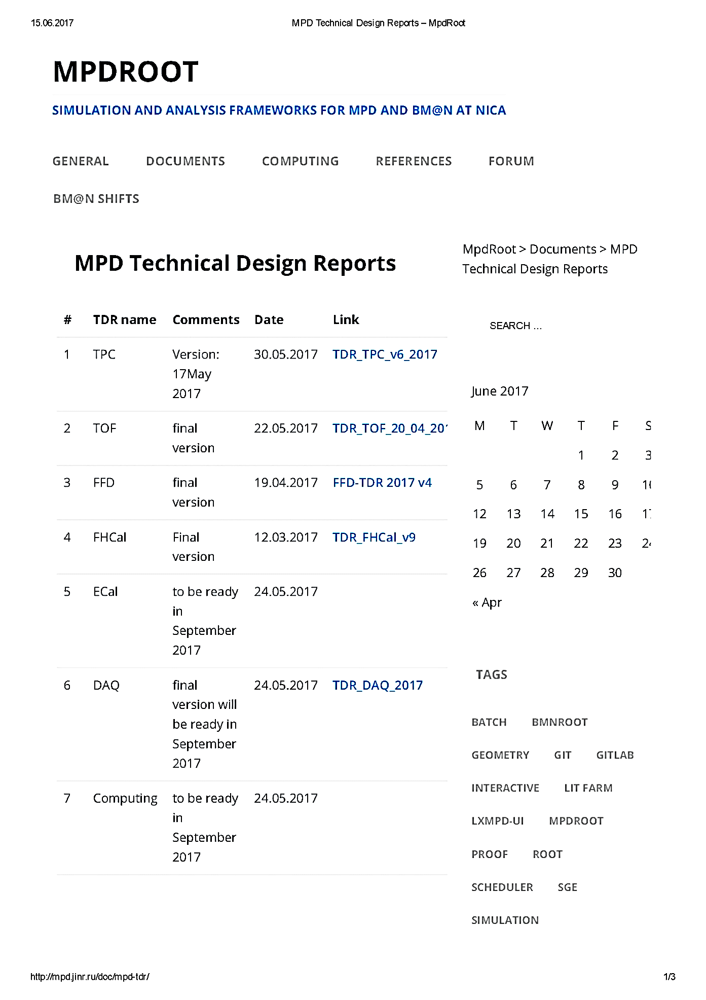 15.06.2017 MPD Technical Design Reports – MpdRoot
MPDROOT
SIMULATION AND ANALYSIS FRAMEWORKS FOR MPD AND BM@N AT NICA
GENERAL DOCUMENTS COMPUTING REFERENCES FORUM
BM@N SHIFTS
MPD Technical Design Reports
# TDR name Comments Date Link
1 TPC Version: 30.05.2017 TDR_TPC_v6_2017
17May
2017
2 TOF final 22.05.2017 TDR_TOF_20_04_201
version
3 FFD final 19.04.2017 FFD-TDR 2017 v4
version
4 FHCal Final 12.03.2017 TDR_FHCal_v9
version
5 ECal to be ready 24.05.2017
in
September
2017
6 DAQ final 24.05.2017 TDR_DAQ_2017
version will
be ready in
September
2017
7 Computing to be ready 24.05.2017
in
September
2017
MpdRoot > Documents > MPD
Technical Design Reports
SEARCH ...
June 2017
M T W T F S
1 2 3
5 6 7 8 9 10
12 13 14 15 16 17
19 20 21 22 23 24
26 27 28 29 30
« Apr
TAGS
BATCH BMNROOT
GEOMETRY GIT GITLAB
INTERACTIVE LIT FARM
LXMPD-UI MPDROOT
PROOF ROOT
SCHEDULER SGE
SIMULATION
http://mpd.jinr.ru/doc/mpd-tdr/ 1/3